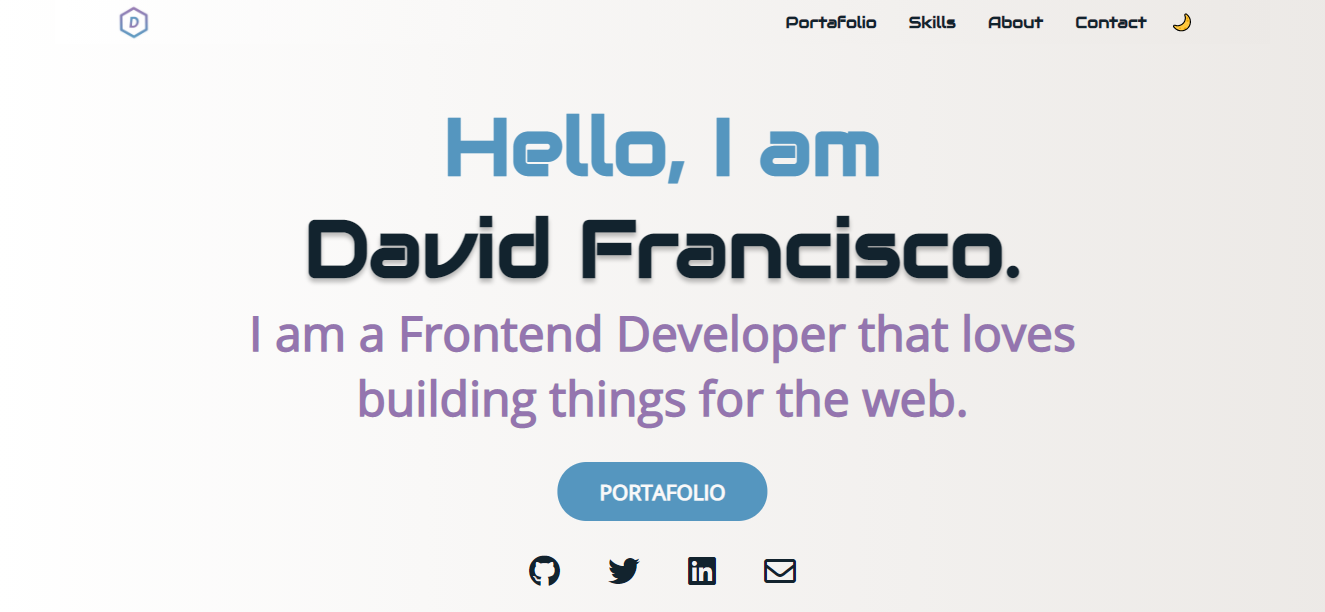 D
Portafolio Skills About Contact
Hello, I am
David Francisco.
I am a Frontend Developer that loves
building things for the web.
PORTAFOLIO
in